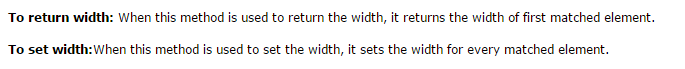 To return width: When this method is used to return the width, it returns the width of first matched element.
To set width:When this method is used to set the width, it sets the width for every matched element.